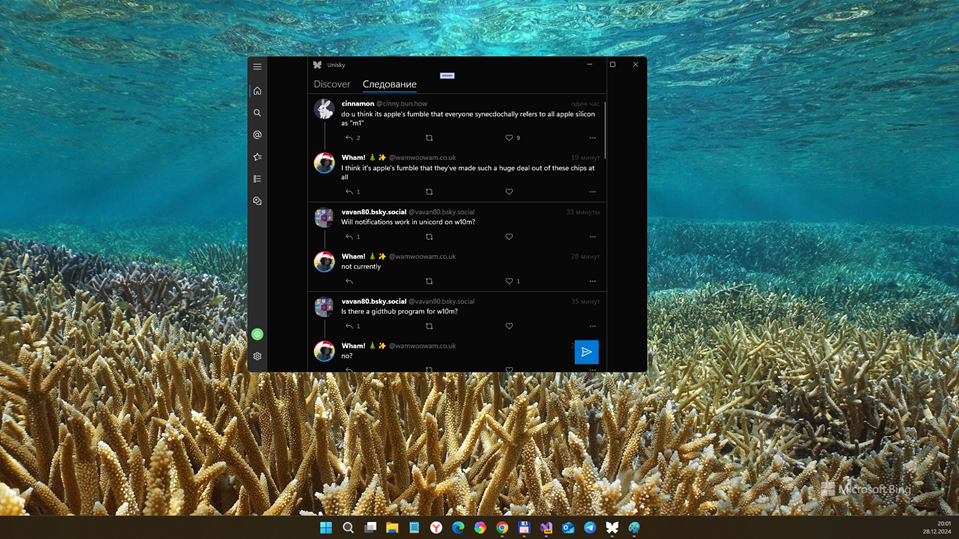 Unisky
Discover Следование
cinnamon @cinny.bun.how один час
do u think its apple's fumble that everyone synecdochally refers to all apple silicon
as "m1"
2 9
Wham! @wamwoowam.co.uk 19 минут
I think it's apple's fumble that they've made such a huge deal out of these chips at
all
1
vavan80.bsky.social @vavan80.bsky.social 33 минуты
Will notifications work in unicord on w10m?
1
Wham! @wamwoowam.co.uk 28 минут
not currently
1
vavan80.bsky.social @vavan80.bsky.social 35 минут
Is there a gidthub program for w10m?
1
Wham! @wamwoowam.co.uk
no?
Microsoft Bing
20:01
28.12.2024